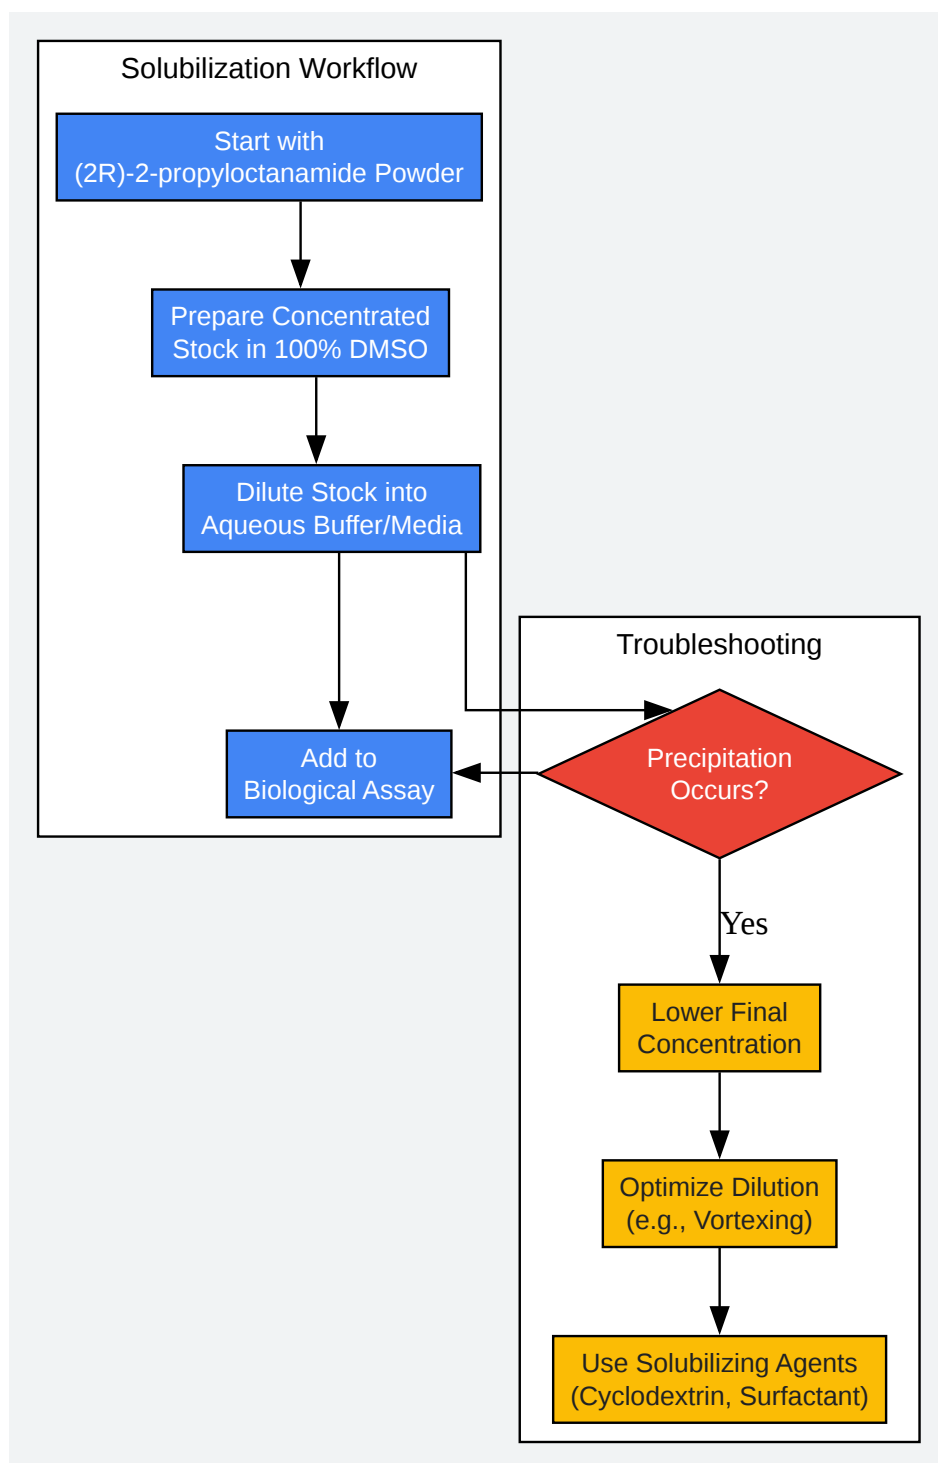 Solubilization Workflow
Start with
(2R)-2-propyloctanamide Powder
Prepare Concentrated
Stock in 100% DMSO
Dilute Stock into
Aqueous Buffer/Media
Add to
Biological Assay
Troubleshooting
Precipitation
Occurs?
Yes
Lower Final
Concentration
Optimize Dilution
(e.g., Vortexing)
Use Solubilizing Agents
(Cyclodextrin, Surfactant)